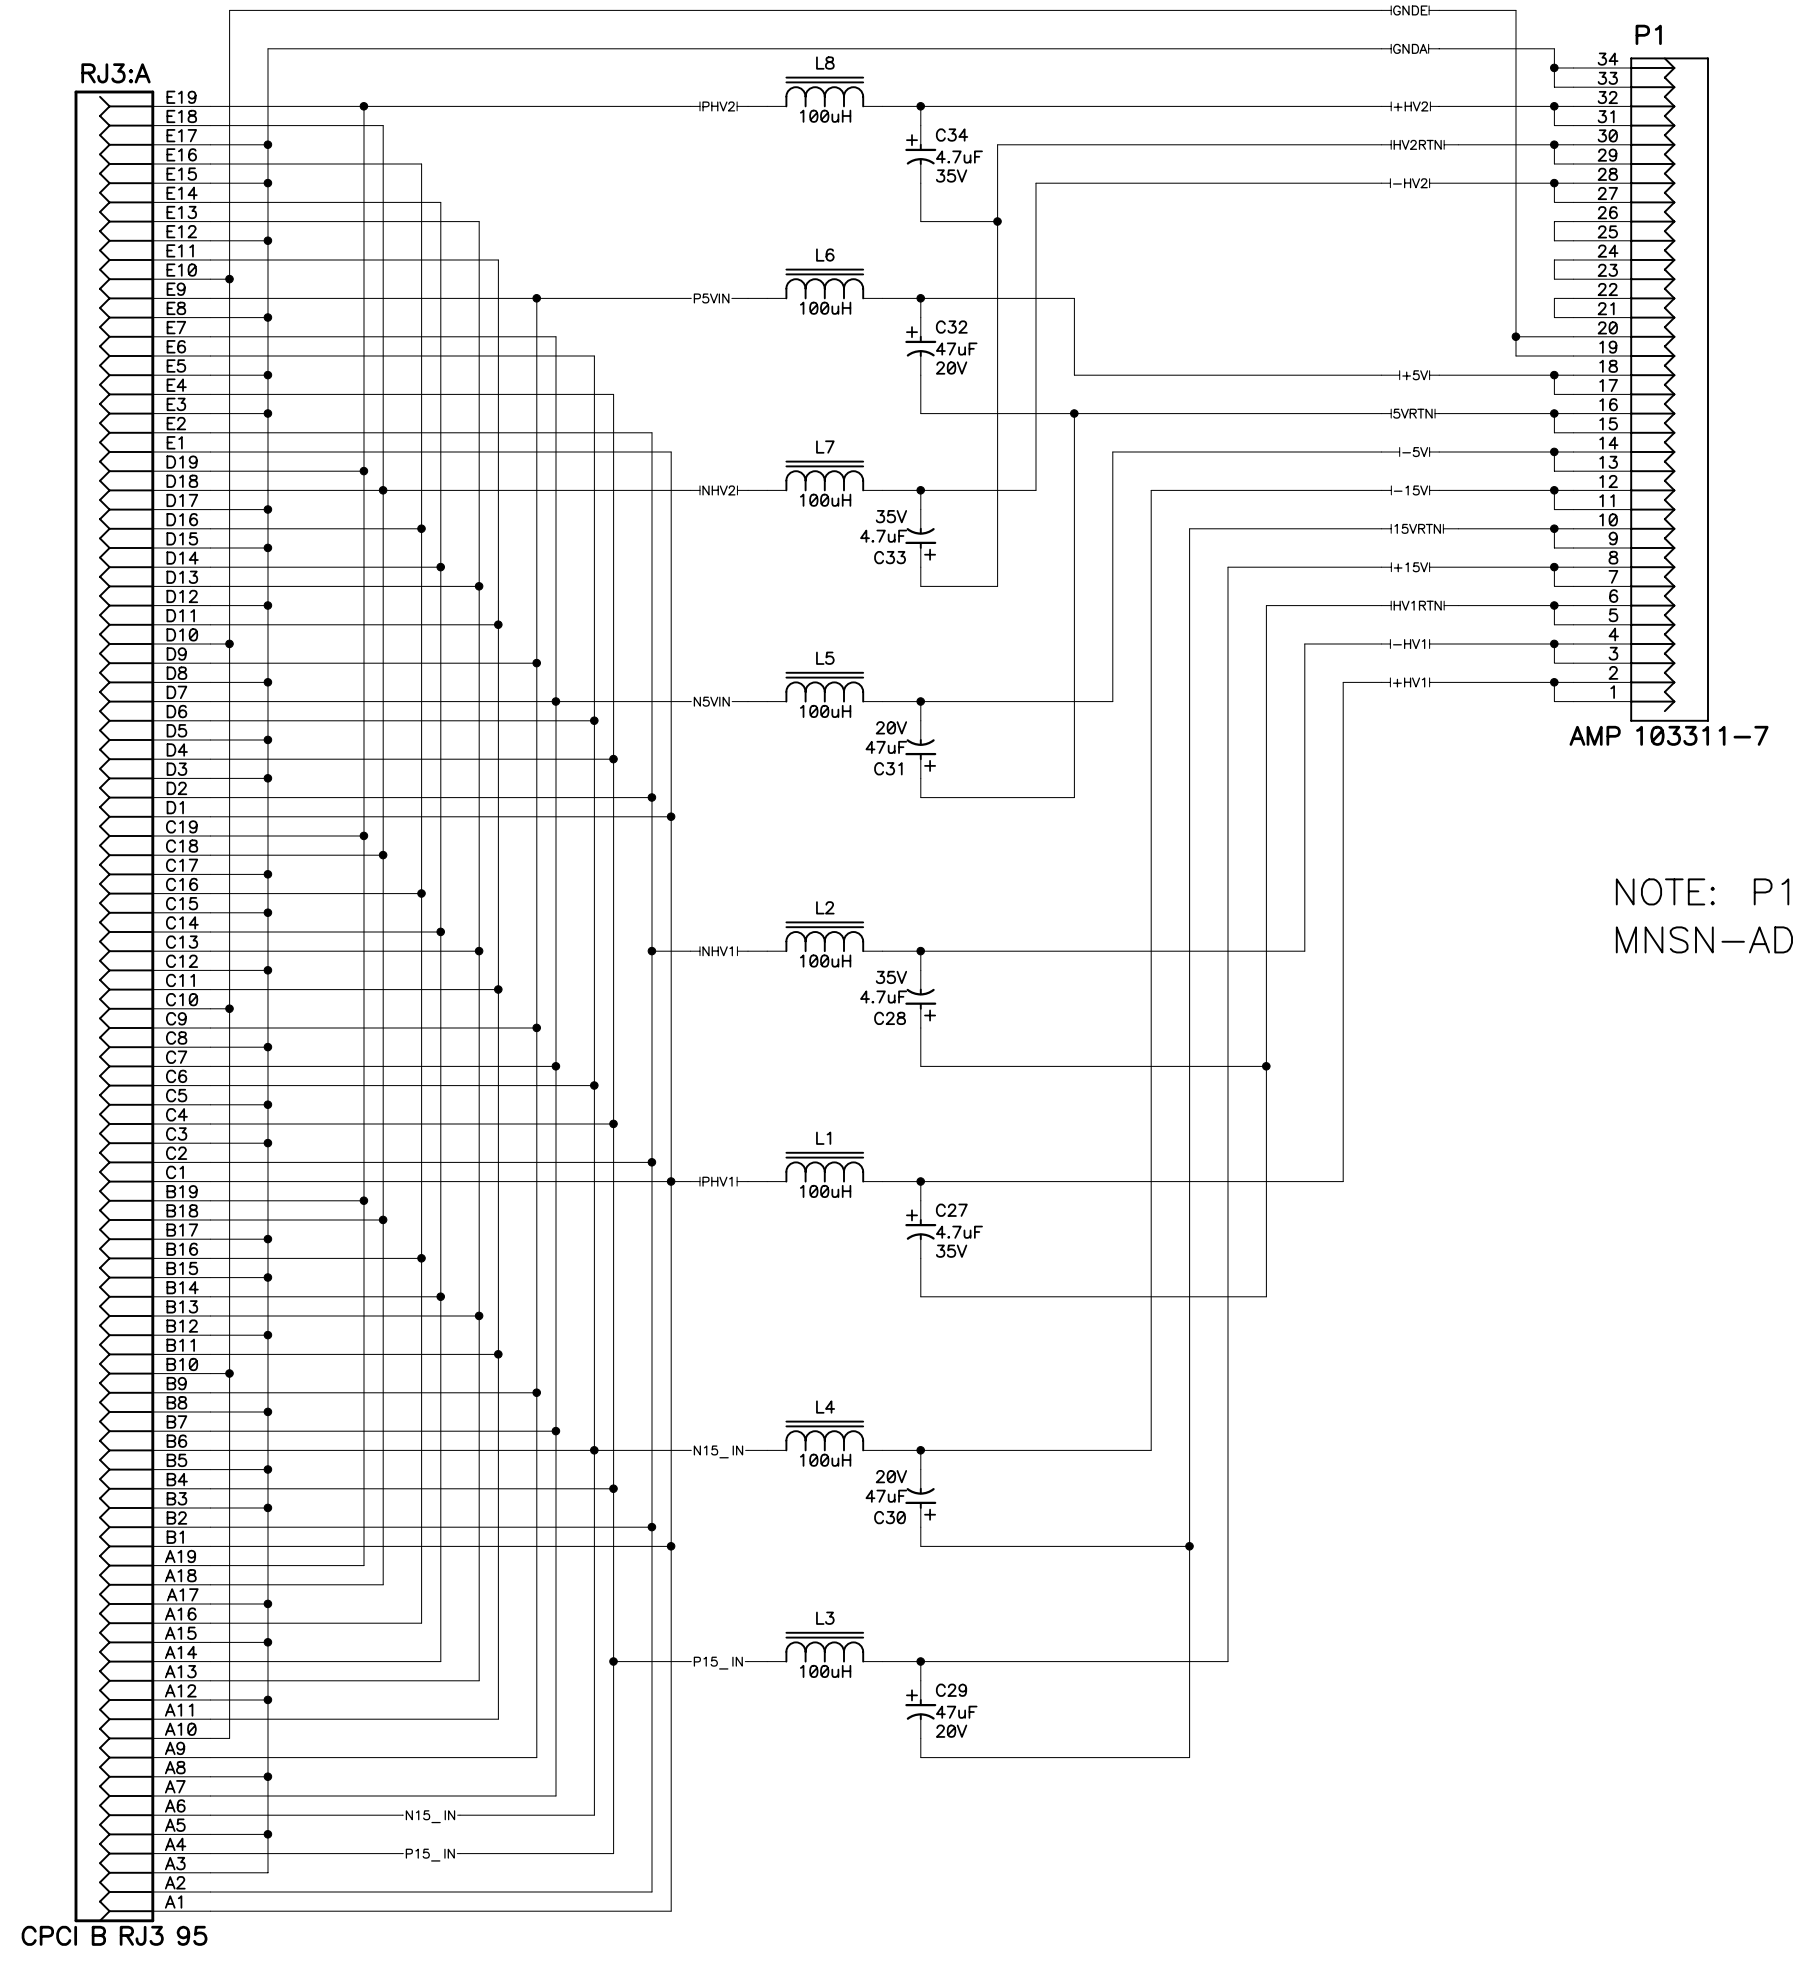 GNDE
P1
GNDA
RJ3:A
L8
100uH
PHV2
+HV2
C34
4.7uF
35V
HV2RTN
-HV2
L6
100uH
P5VIN
C32
47uF
20V
+5V
5VRTN
L7
100uH
NHV2
35V
4.7uF
C33
-5V
-15V
15VRTN
+15V
HV1RTN
-HV1
+HV1
34
33
32
31
30
29
28
27
26
25
24
23
22
21
20
19
18
17
16
15
14
13
12
11
10
9
8
7
6
5
4
3
2
1
AMP 103311-7
L5
100uH
N5VIN
20V
47uF
C31
NOTE: P1
MNSN-AD
L2
100uH
NHV1
35V
4.7uF
C28
L1
100uH
PHV1
C27
4.7uF
35V
L4
100uH
N15_IN
20V
47uF
C30
L3
100uH
P15_IN
C29
47uF
20V
E19
E18
E17
E16
E15
E14
E13
E12
E11
E10
E9
E8
E7
E6
E5
E4
E3
E2
E1
D19
D18
D17
D16
D15
D14
D13
D12
D11
D10
D9
D8
D7
D6
D5
D4
D3
D2
D1
C19
C18
C17
C16
C15
C14
C13
C12
C11
C10
C9
C8
C7
C6
C5
C4
C3
C2
C1
B19
B18
B17
B16
B15
B14
B13
B12
B11
B10
B9
B8
B7
B6
B5
B4
B3
B2
B1
A19
A18
A17
A16
A15
A14
A13
A12
A11
A10
A9
A8
A7
A6
N15_IN
A5
A4
P15_IN
A3
A2
A1
CPCI B RJ3 95